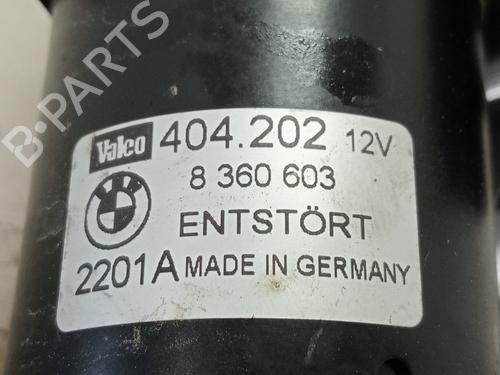 B-PARTS
Valeo 404.202 12V
8 360 603
ENTSTÖRT
2201A MADE IN GERMANY